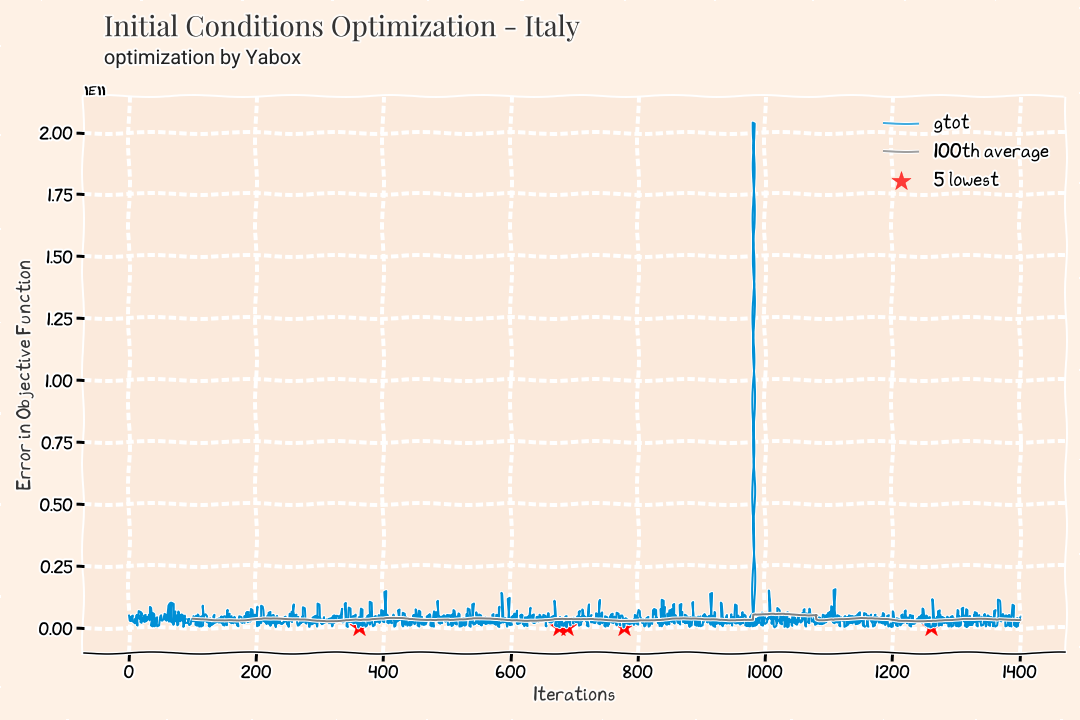 Initial Conditions Optimization - Italy
optimization by Yabox
1E11
gtot
100th average
5 lowest
2.00
1.75
1.50
1.25
1.00
0.75
0.50
0.25
0.00
Error in Objective Function
0 200 400 600 800 1000 1200 1400
Iterations